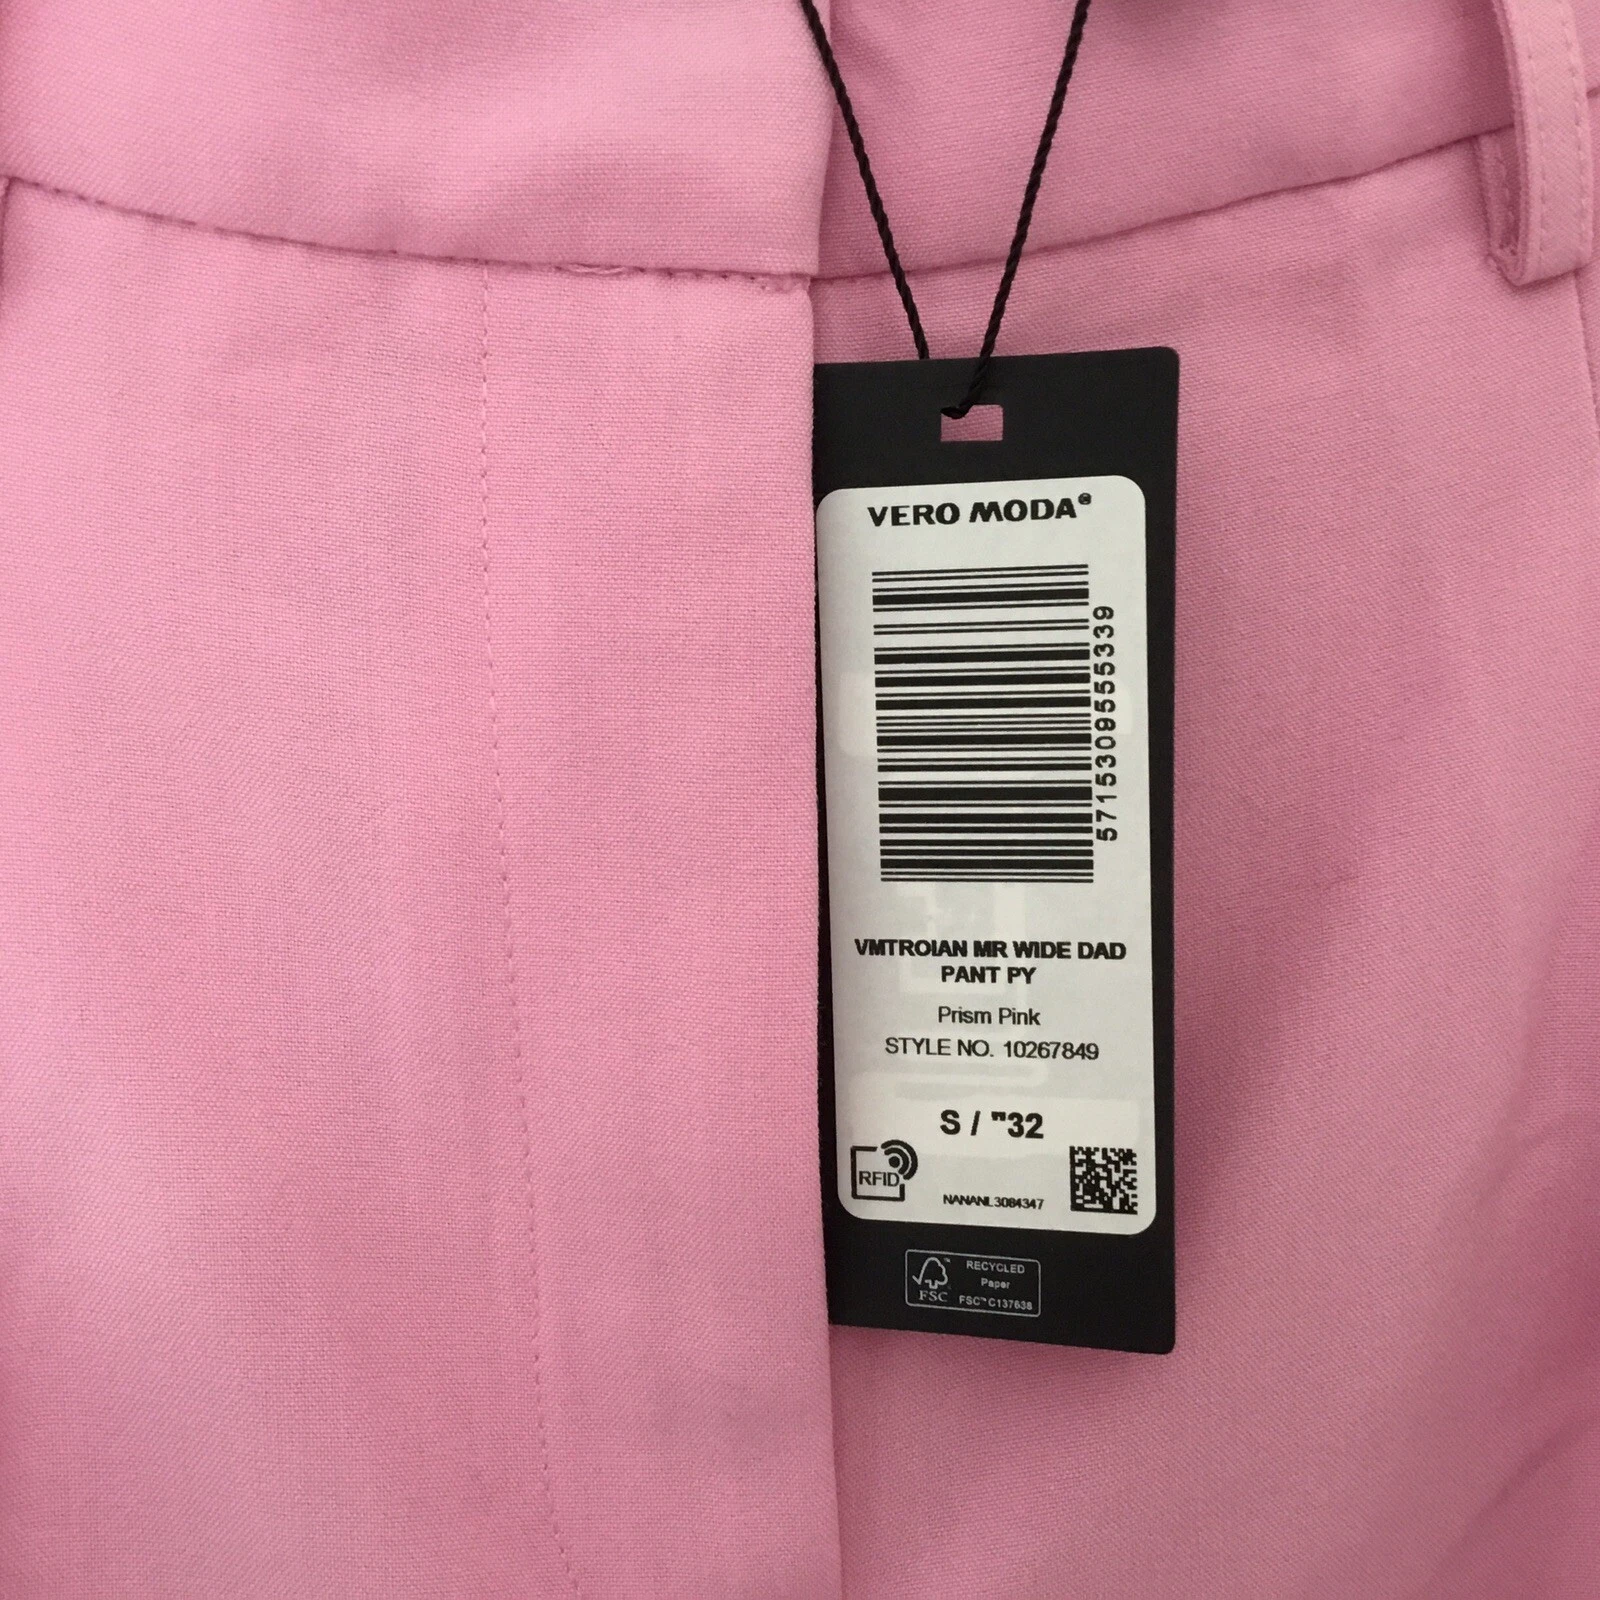 VERO MODA®
5715309555339
VMTROIAN MR WIDE DAD
PANT PY
Prism Pink
STYLE NO. 10267849
S / "32
RFID
NANANL3084347
RECYCLED
Paper
FSC™ C137638
FSC